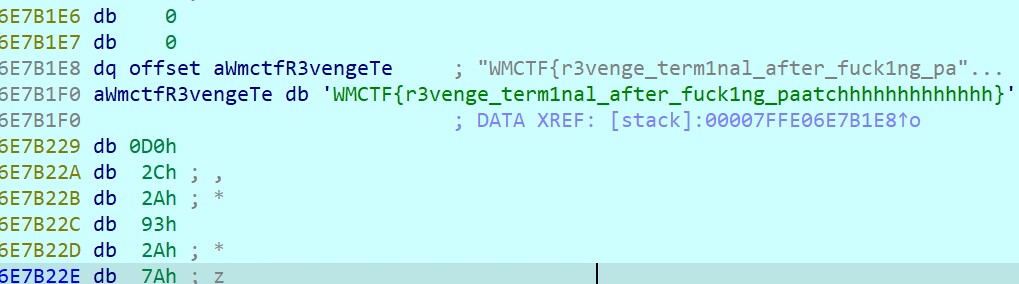 6E7B1E6 db 0
6E7B1E7 db 0
6E7B1E8 dq offset aWmctfR3vengeTe ; "WMCTF{r3venge_term1nal_after_fuck1ng_pa"...
6E7B1F0 aWmctfR3vengeTe db 'WMCTF{r3venge_term1nal_after_fuck1ng_paatchhhhhhhhhhhhh}'
6E7B1F0 ; DATA XREF: [stack]:00007FFE06E7B1E8↑o
6E7B229 db 0D0h
6E7B22A db 2Ch ; ,
6E7B22B db 2Ah ; *
6E7B22C db 93h
6E7B22D db 2Ah ; *
6E7B22E db 7Ah ; z